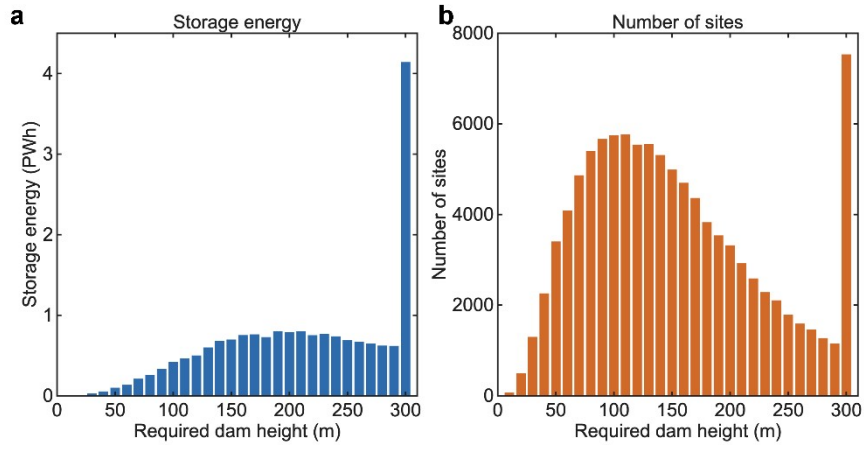 a
Storage energy
Storage energy (PWh)
4
3
2
1
0
0 50 100 150 200 250 300
Required dam height (m)
b
Number of sites
Number of sites
8000
6000
4000
2000
0
0 50 100 150 200 250 300
Required dam height (m)